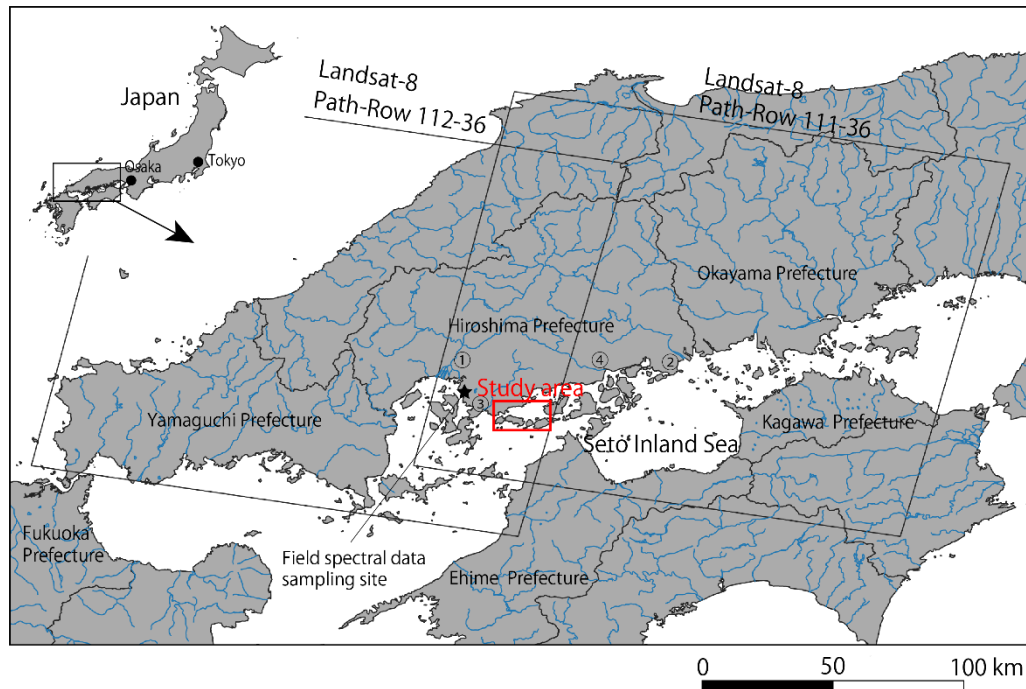 Landsat-8
Path-Row 112-36
Landsat-8
Path-Row 111-36
Japan
Osaka
Tokyo
Okayama Prefecture
Hiroshima Prefecture
①
④
②
Study area
③
Yamaguchi Prefecture
Kagawa Prefecture
Seto Inland Sea
Fukuoka
Prefecture
Field spectral data
sampling site
Ehime Prefecture
0
50
100 km